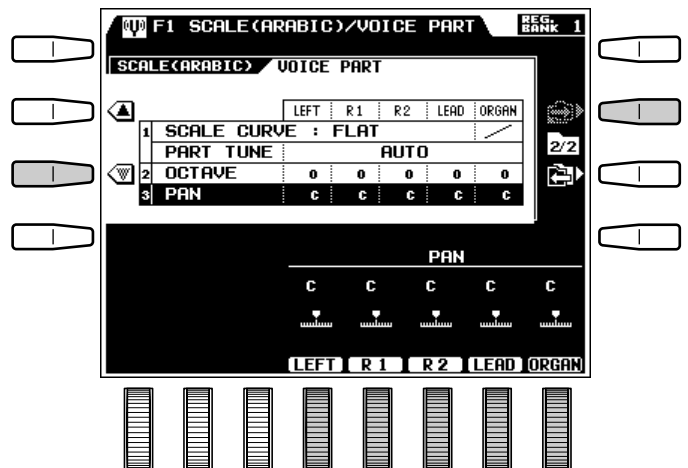 F1 SCALE(ARABIC)/VOICE PART REG. BANK 1
SCALE(ARABIC) VOICE PART
LEFT R1 R2 LEAD ORGAN
1 SCALE CURVE : FLAT
PART TUNE AUTO
2/2
2 OCTAVE 0 0 0 0 0
3 PAN C C C C C
PAN
C C C C C
LEFT R1 R2 LEAD ORGAN